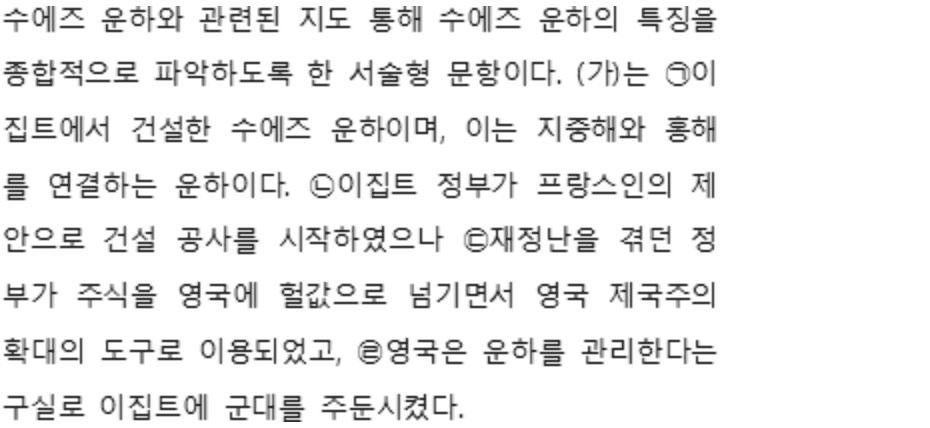 수에즈 운하와 관련된 지도 통해 수에즈 운하의 특징을
종합적으로 파악하도록 한 서술형 문항이다. (가)는 ㉠이
집트에서 건설한 수에즈 운하이며, 이는 지중해와 홍해
를 연결하는 운하이다. ㉡이집트 정부가 프랑스인의 제
안으로 건설 공사를 시작하였으나 ㉢재정난을 겪던 정
부가 주식을 영국에 헐값으로 넘기면서 영국 제국주의
확대의 도구로 이용되었고, ㉣영국은 운하를 관리한다는
구실로 이집트에 군대를 주둔시켰다.